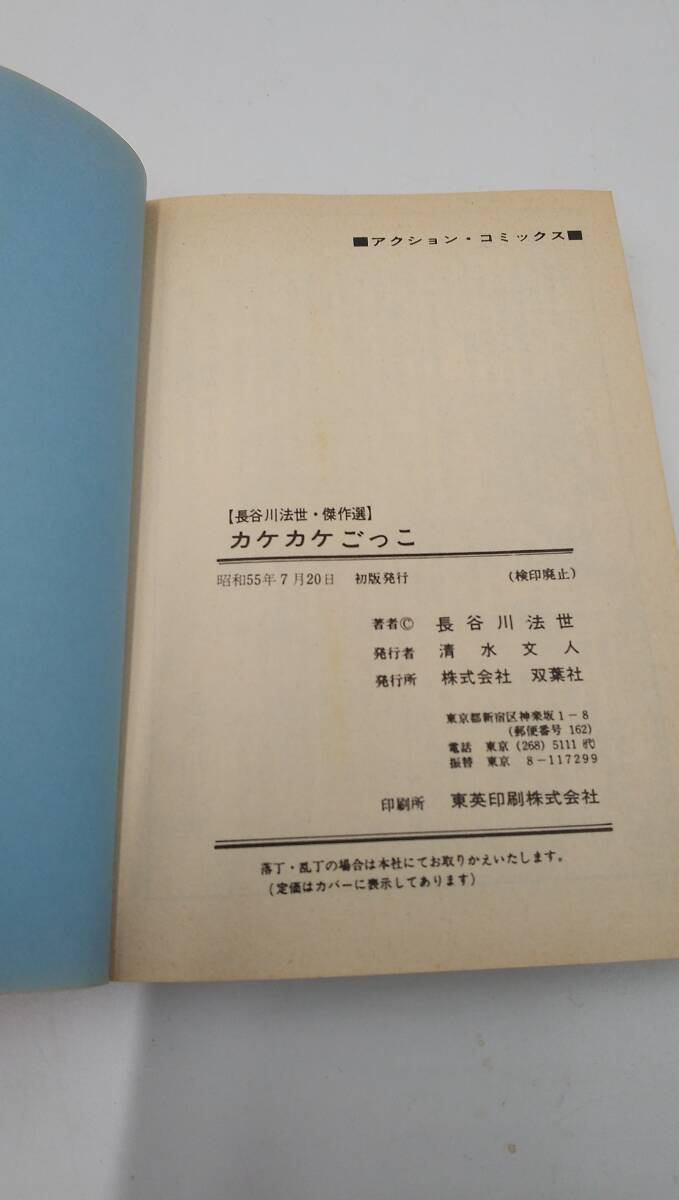 ■アクション・コミックス■
【長谷川法世・傑作選】
カケカケごっこ
昭和55年7月20日 初版発行 (検印廃止)
著者© 長谷川法世
発行者 清水文人
発行所 株式会社 双葉社
東京都新宿区神楽坂1-8
(郵便番号 162)
電話 東京 (268) 5111 (代)
振替 東京 8-117299
印刷所 東英印刷株式会社
落丁・乱丁の場合は本社にてお取りかえいたします。
(定価はカバーに表示してあります)